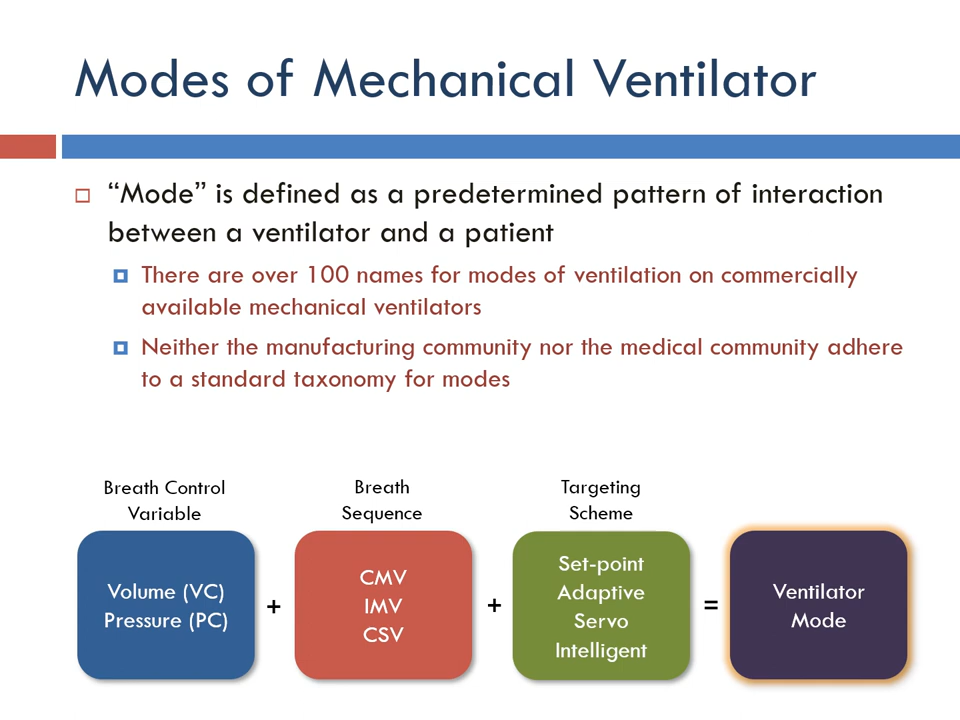 Modes of Mechanical Ventilator
“Mode” is defined as a predetermined pattern of interaction
between a ventilator and a patient
There are over 100 names for modes of ventilation on commercially
available mechanical ventilators
Neither the manufacturing community nor the medical community adhere
to a standard taxonomy for modes
Breath Control
Variable
Volume (VC)
Pressure (PC)
+
Breath
Sequence
CMV
IMV
CSV
+
Targeting
Scheme
Set-point
Adaptive
Servo
Intelligent
=
Ventilator
Mode